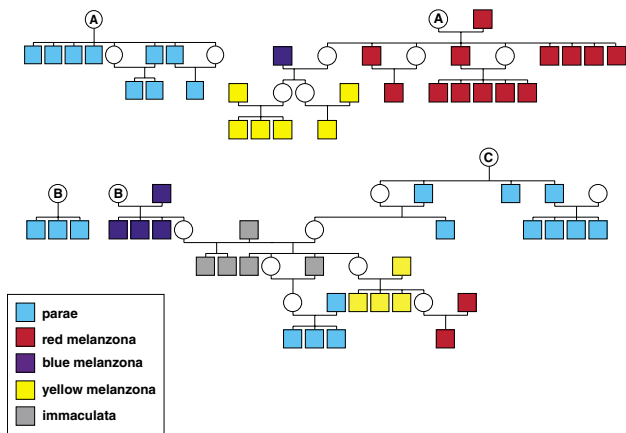 A
A
B
B
C
parae
red melanzona
blue melanzona
yellow melanzona
immaculata